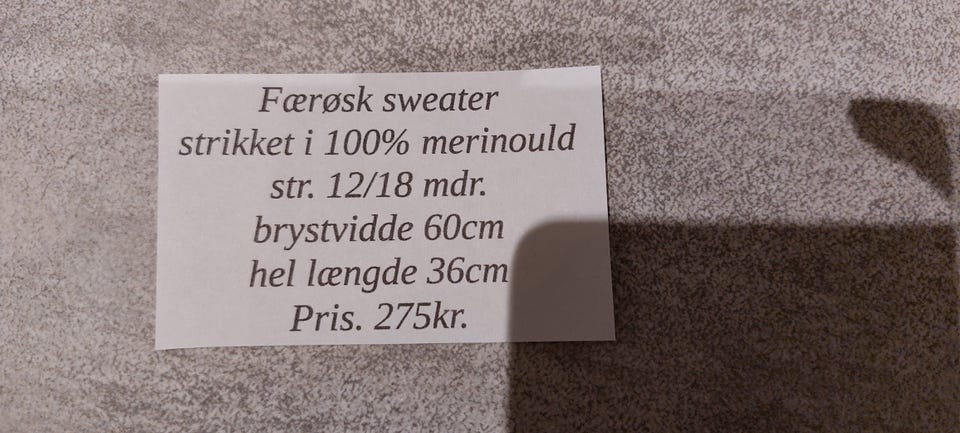 Færøsk sweater
strikket i 100% merinould
str. 12/18 mdr.
brystvidde 60cm
hel længde 36cm
Pris. 275kr.